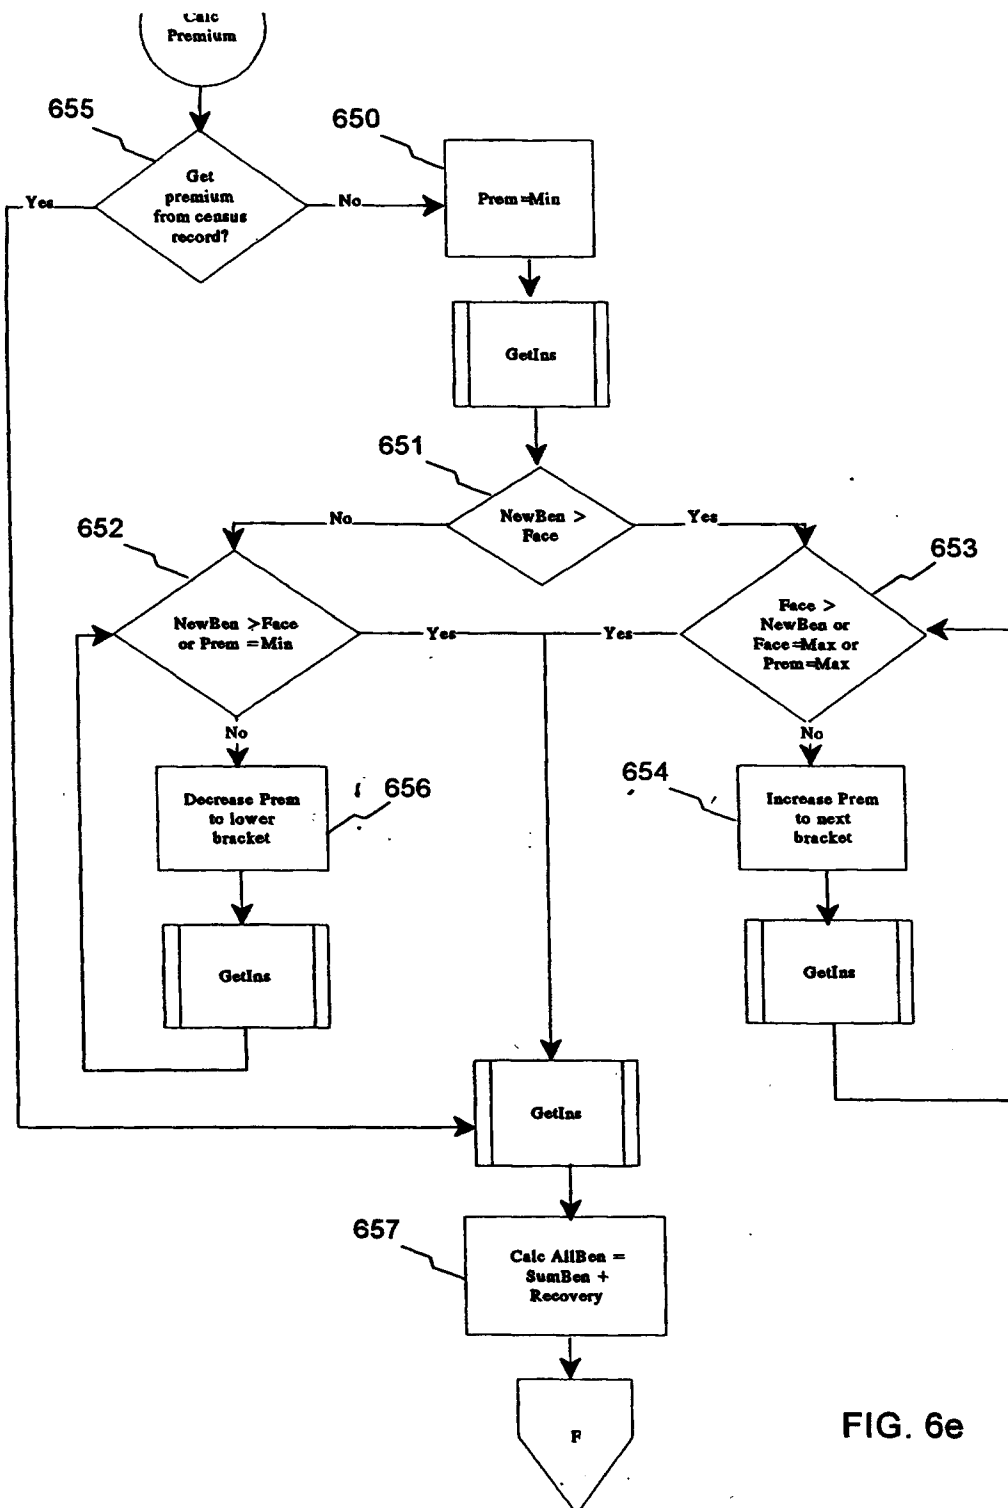 Calc
Premium
655
650
Get
premium
from census
record?
Yes
No
Prem=Min
GetIns
651
NewBen >
Face
No
Yes
652
653
NewBen >Face
or Prem =Min
Yes
Yes
Face >
NewBen or
Face=Max or
Prem=Max
No
No
654
656
Decrease Prem
to lower
bracket
Increase Prem
to next
bracket
GetIns
GetIns
GetIns
657
Calc AllBen =
SumBen +
Recovery
F
FIG. 6e